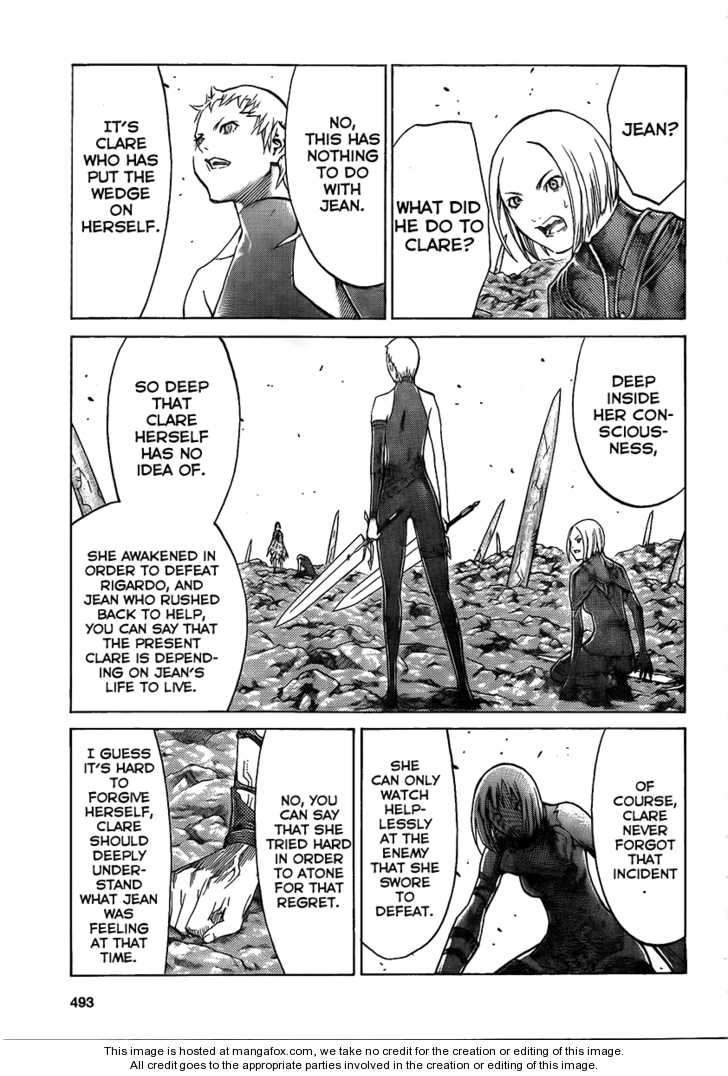 JEAN?
WHAT DID
HE DO TO
CLARE?
NO,
THIS HAS
NOTHING
TO DO
WITH
JEAN.
IT'S
CLARE
WHO HAS
PUT THE
WEDGE
ON
HERSELF.
DEEP
INSIDE
HER CON-
SCIOUS-
NESS,
SO DEEP
THAT
CLARE
HERSELF
HAS NO
IDEA OF.
SHE AWAKENED IN
ORDER TO DEFEAT
RIGARDO, AND
JEAN WHO RUSHED
BACK TO HELP,
YOU CAN SAY THAT
THE PRESENT
CLARE IS DEPEND-
ING ON JEAN'S
LIFE TO LIVE.
OF
COURSE,
CLARE
NEVER
FORGOT
THAT
INCIDENT
SHE
CAN ONLY
WATCH
HELP-
LESSLY
AT THE
ENEMY
THAT SHE
SWORE
TO
DEFEAT.
NO, YOU
CAN SAY
THAT SHE
TRIED HARD
IN ORDER
TO ATONE
FOR THAT
REGRET.
I GUESS
IT'S HARD
TO
FORGIVE
HERSELF,
CLARE
SHOULD
DEEPLY
UNDER-
STAND
WHAT JEAN
WAS
FEELING
AT THAT
TIME.
493
This image is hosted at mangafox.com, we take no credit for the creation or editing of this image.
All credit goes to the appropriate parties involved in the creation or editing of this image.